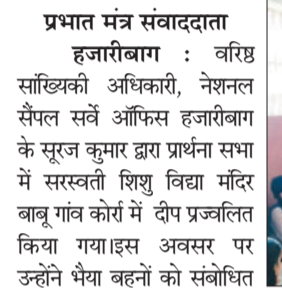 प्रभात मंत्र संवाददाता
हजारीबाग : वरिष्ठ
सांख्यिकी अधिकारी, नेशनल
सैंपल सर्वे ऑफिस हजारीबाग
के सूरज कुमार द्वारा प्रार्थना सभा
में सरस्वती शिशु विद्या मंदिर
बाबू गांव कोर्रा में दीप प्रज्वलित
किया गया।इस अवसर पर
उन्होंने भैया बहनों को संबोधित